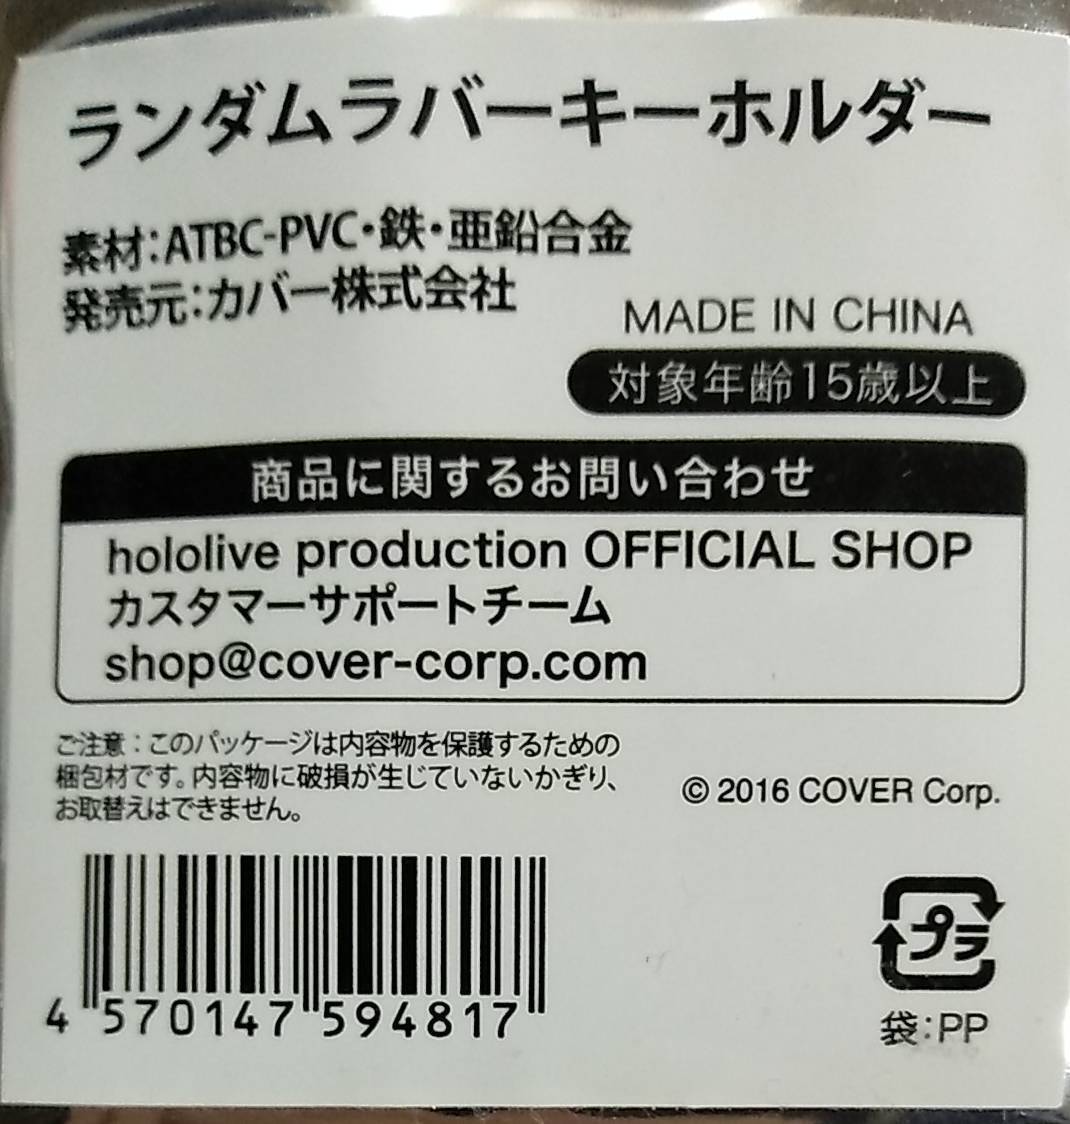 ランダムラバーキーホルダー
素材：ATBC-PVC・鉄・亜鉛合金
発売元：カバー株式会社
MADE IN CHINA
対象年齢15歳以上
商品に関するお問い合わせ
hololive production OFFICIAL SHOP
カスタマーサポートチーム
shop@cover-corp.com
ご注意：このパッケージは内容物を保護するための
梱包材です。内容物に破損が生じていないかぎり、
お取替えはできません。
© 2016 COVER Corp.
4 570147 594817
プラ
袋：PP